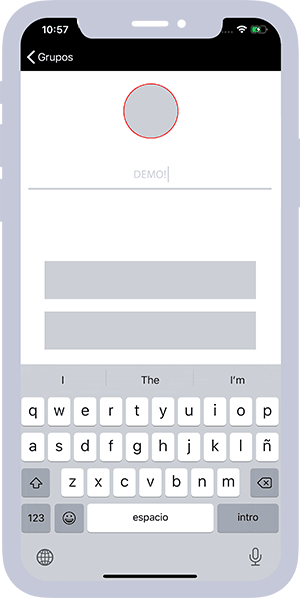 10:57
Grupos
DEMO!
I The I'm
q w e r t y u i o p
a s d f g h j k l ñ
z x c v b n m
123 espacio intro